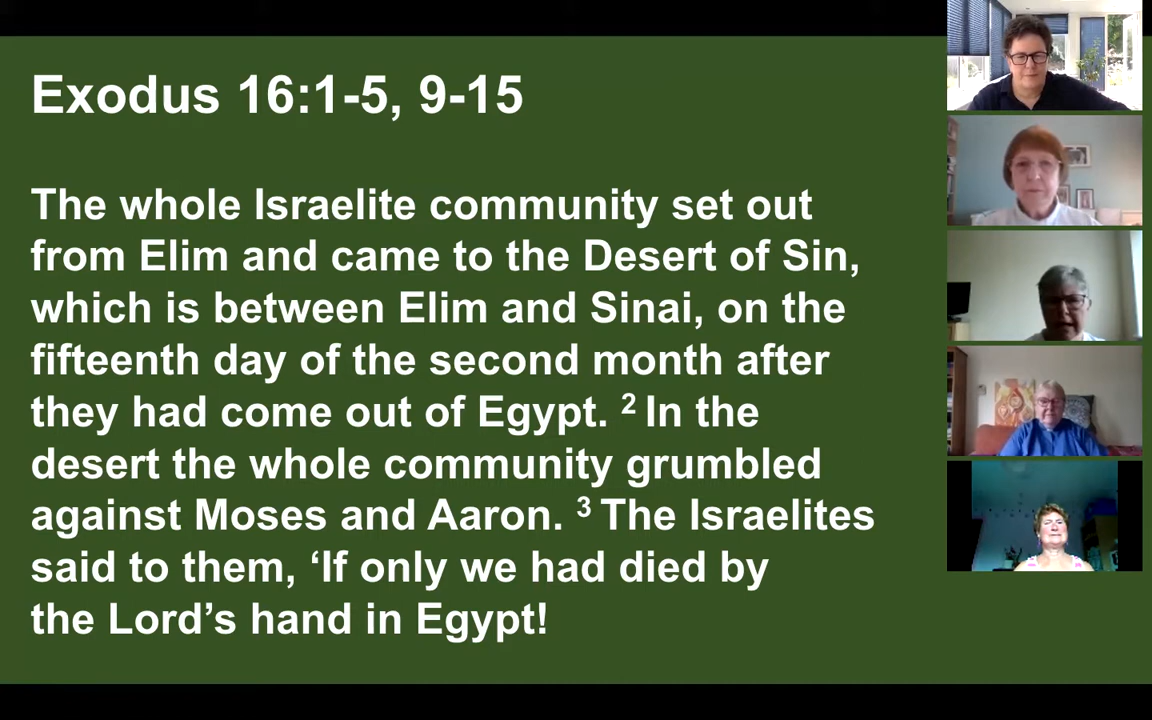 Exodus 16:1-5, 9-15
The whole Israelite community set out
from Elim and came to the Desert of Sin,
which is between Elim and Sinai, on the
fifteenth day of the second month after
they had come out of Egypt. ² In the
desert the whole community grumbled
against Moses and Aaron. ³ The Israelites
said to them, ‘If only we had died by
the Lord’s hand in Egypt!